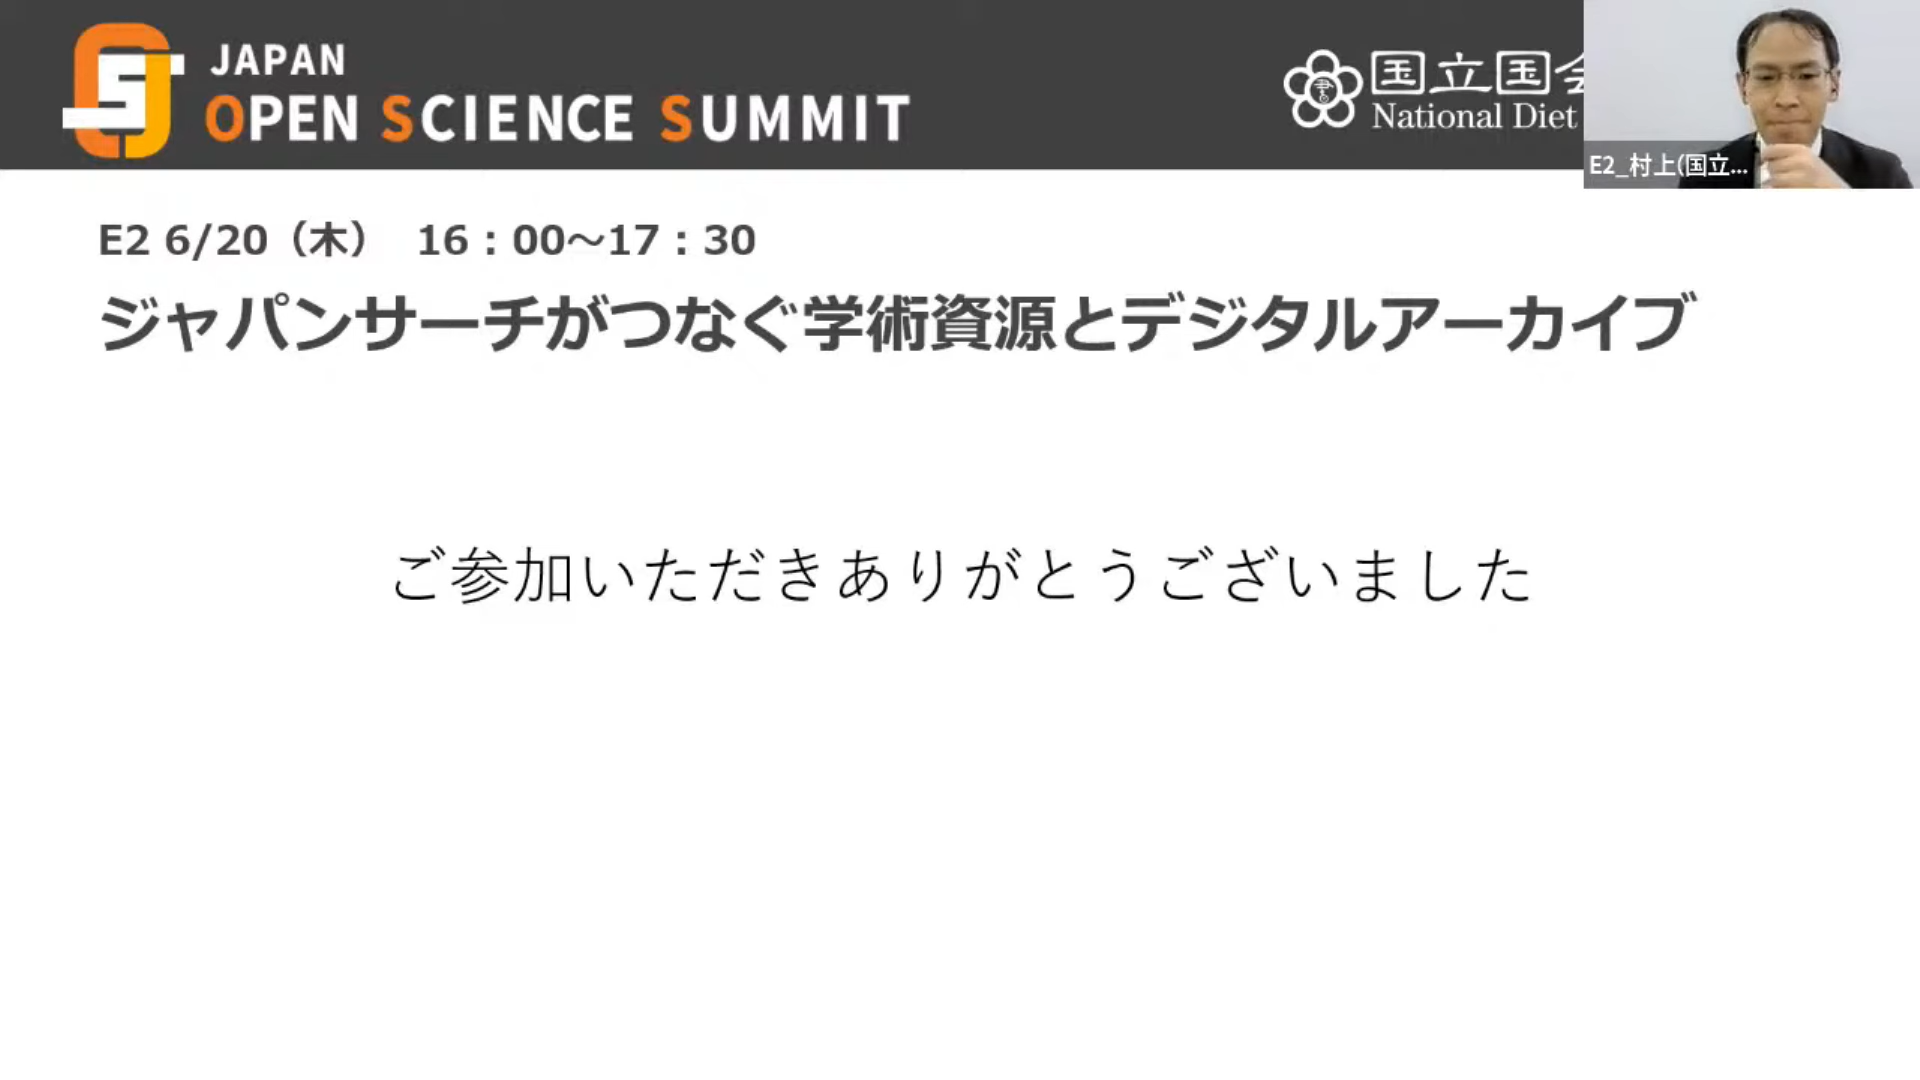 JAPAN
OPEN SCIENCE SUMMIT
国立国会
National Diet
E2_村上(国立...
E2 6/20（木） 16：00～17：30
ジャパンサーチがつなぐ学術資源とデジタルアーカイブ
ご参加いただきありがとうございました